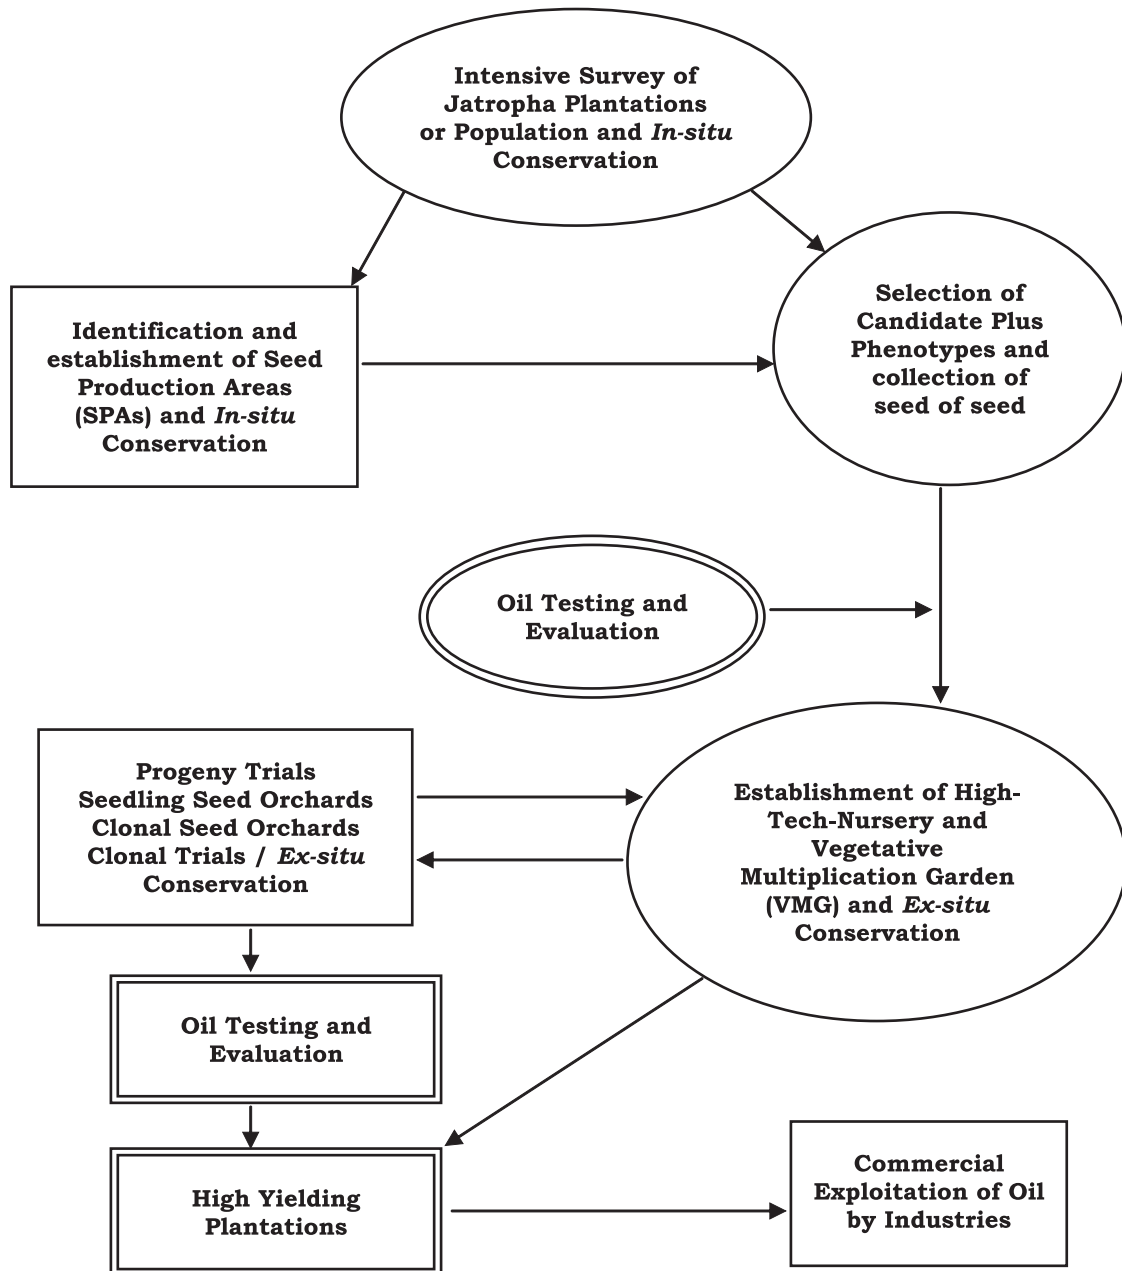 Intensive Survey of
Jatropha Plantations
or Population and In-situ
Conservation
Identification and
establishment of Seed
Production Areas
(SPAs) and In-situ
Conservation
Selection of
Candidate Plus
Phenotypes and
collection of
seed of seed
Oil Testing and
Evaluation
Progeny Trials
Seedling Seed Orchards
Clonal Seed Orchards
Clonal Trials / Ex-situ
Conservation
Establishment of High-
Tech-Nursery and
Vegetative
Multiplication Garden
(VMG) and Ex-situ
Conservation
Oil Testing and
Evaluation
High Yielding
Plantations
Commercial
Exploitation of Oil
by Industries